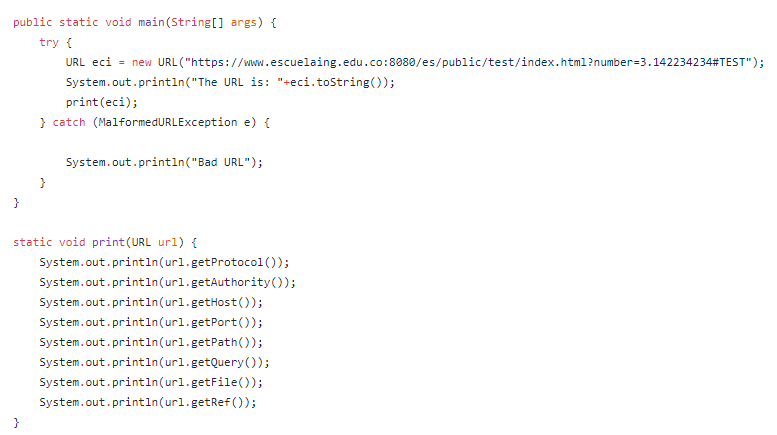 public static void main(String[] args) {
    try {
        URL eci = new URL("https://www.escuelaing.edu.co:8080/es/public/test/index.html?number=3.142234234#TEST");
        System.out.println("The URL is: "+eci.toString());
        print(eci);
    } catch (MalformedURLException e) {

        System.out.println("Bad URL");
    }
}

static void print(URL url) {
    System.out.println(url.getProtocol());
    System.out.println(url.getAuthority());
    System.out.println(url.getHost());
    System.out.println(url.getPort());
    System.out.println(url.getPath());
    System.out.println(url.getQuery());
    System.out.println(url.getFile());
    System.out.println(url.getRef());
}